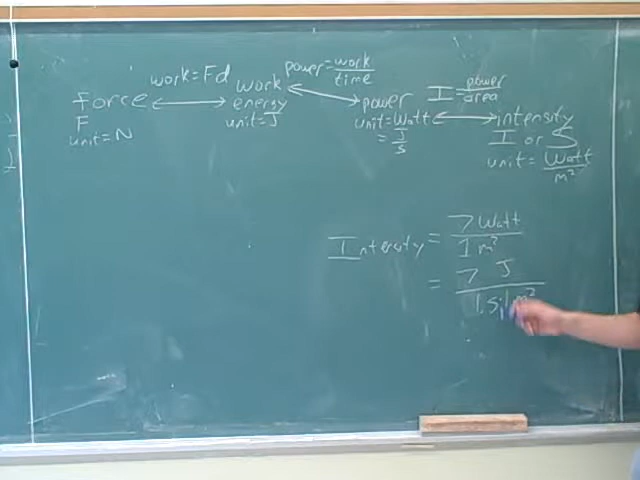 work = Fd
power = work/time
force
F
unit = N
work
energy
unit = J
power
unit = Watt
= J/s
I = power/area
intensity
I or S
unit = Watt/m²
Intensity = 7 Watt/1 m²
= 7 J/1 s 1 m²